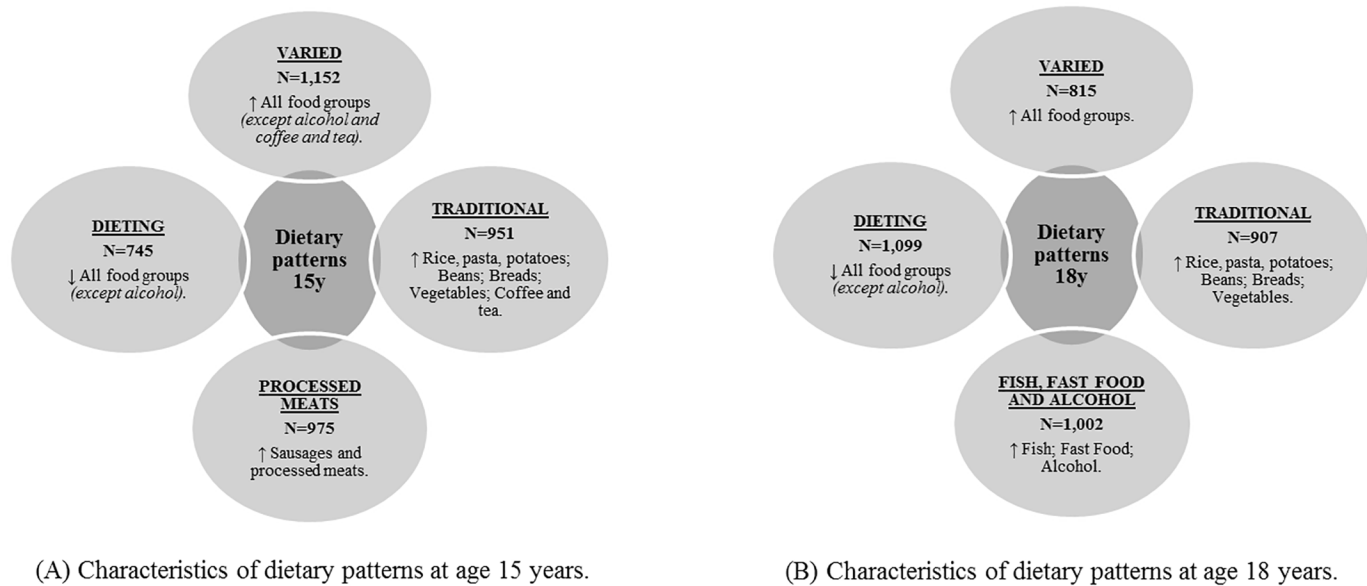 VARIED
N=1,152
↑ All food groups
(except alcohol and
coffee and tea).
DIETING
N=745
↓ All food groups
(except alcohol).
Dietary
patterns
15y
TRADITIONAL
N=951
↑ Rice, pasta, potatoes;
Beans; Breads;
Vegetables; Coffee and
tea.
PROCESSED
MEATS
N=975
↑ Sausages and
processed meats.
(A) Characteristics of dietary patterns at age 15 years.
VARIED
N=815
↑ All food groups.
DIETING
N=1,099
↓ All food groups
(except alcohol).
Dietary
patterns
18y
TRADITIONAL
N=907
↑ Rice, pasta, potatoes;
Beans; Breads;
Vegetables.
FISH, FAST FOOD
AND ALCOHOL
N=1,002
↑ Fish; Fast Food;
Alcohol.
(B) Characteristics of dietary patterns at age 18 years.